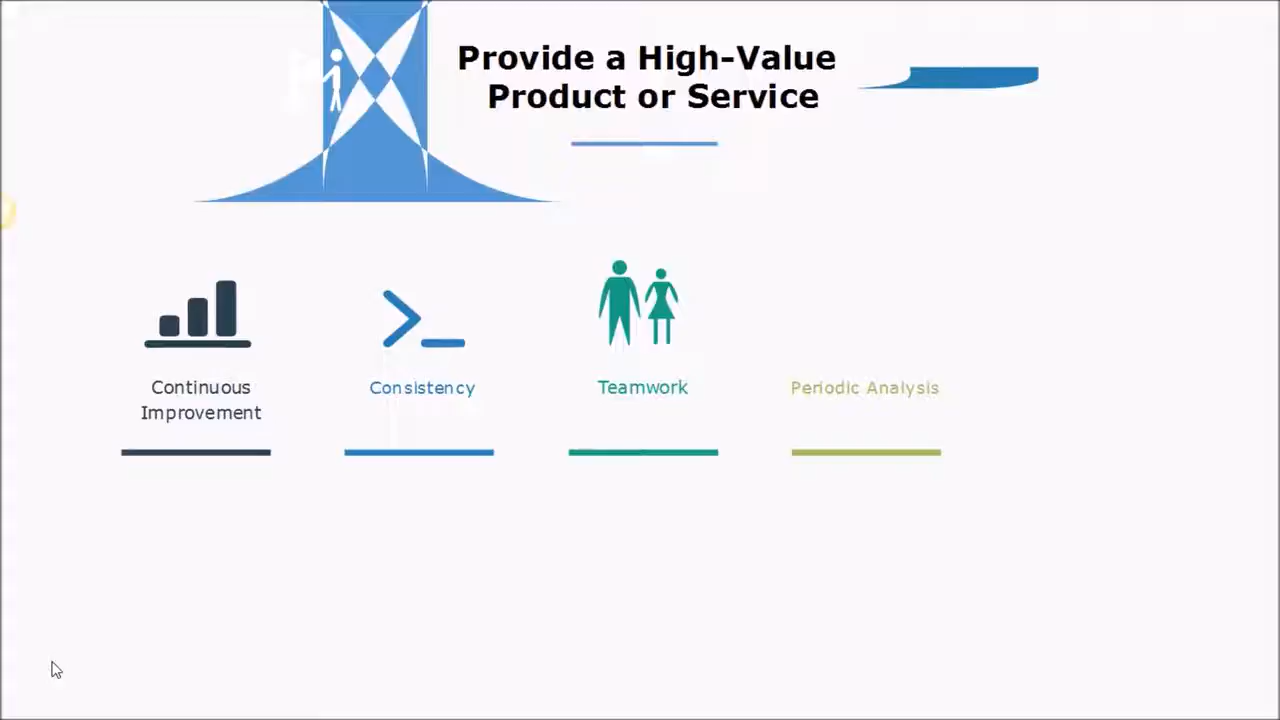 Provide a High-Value
Product or Service
Continuous
Improvement
Consistency
Teamwork
Periodic Analysis